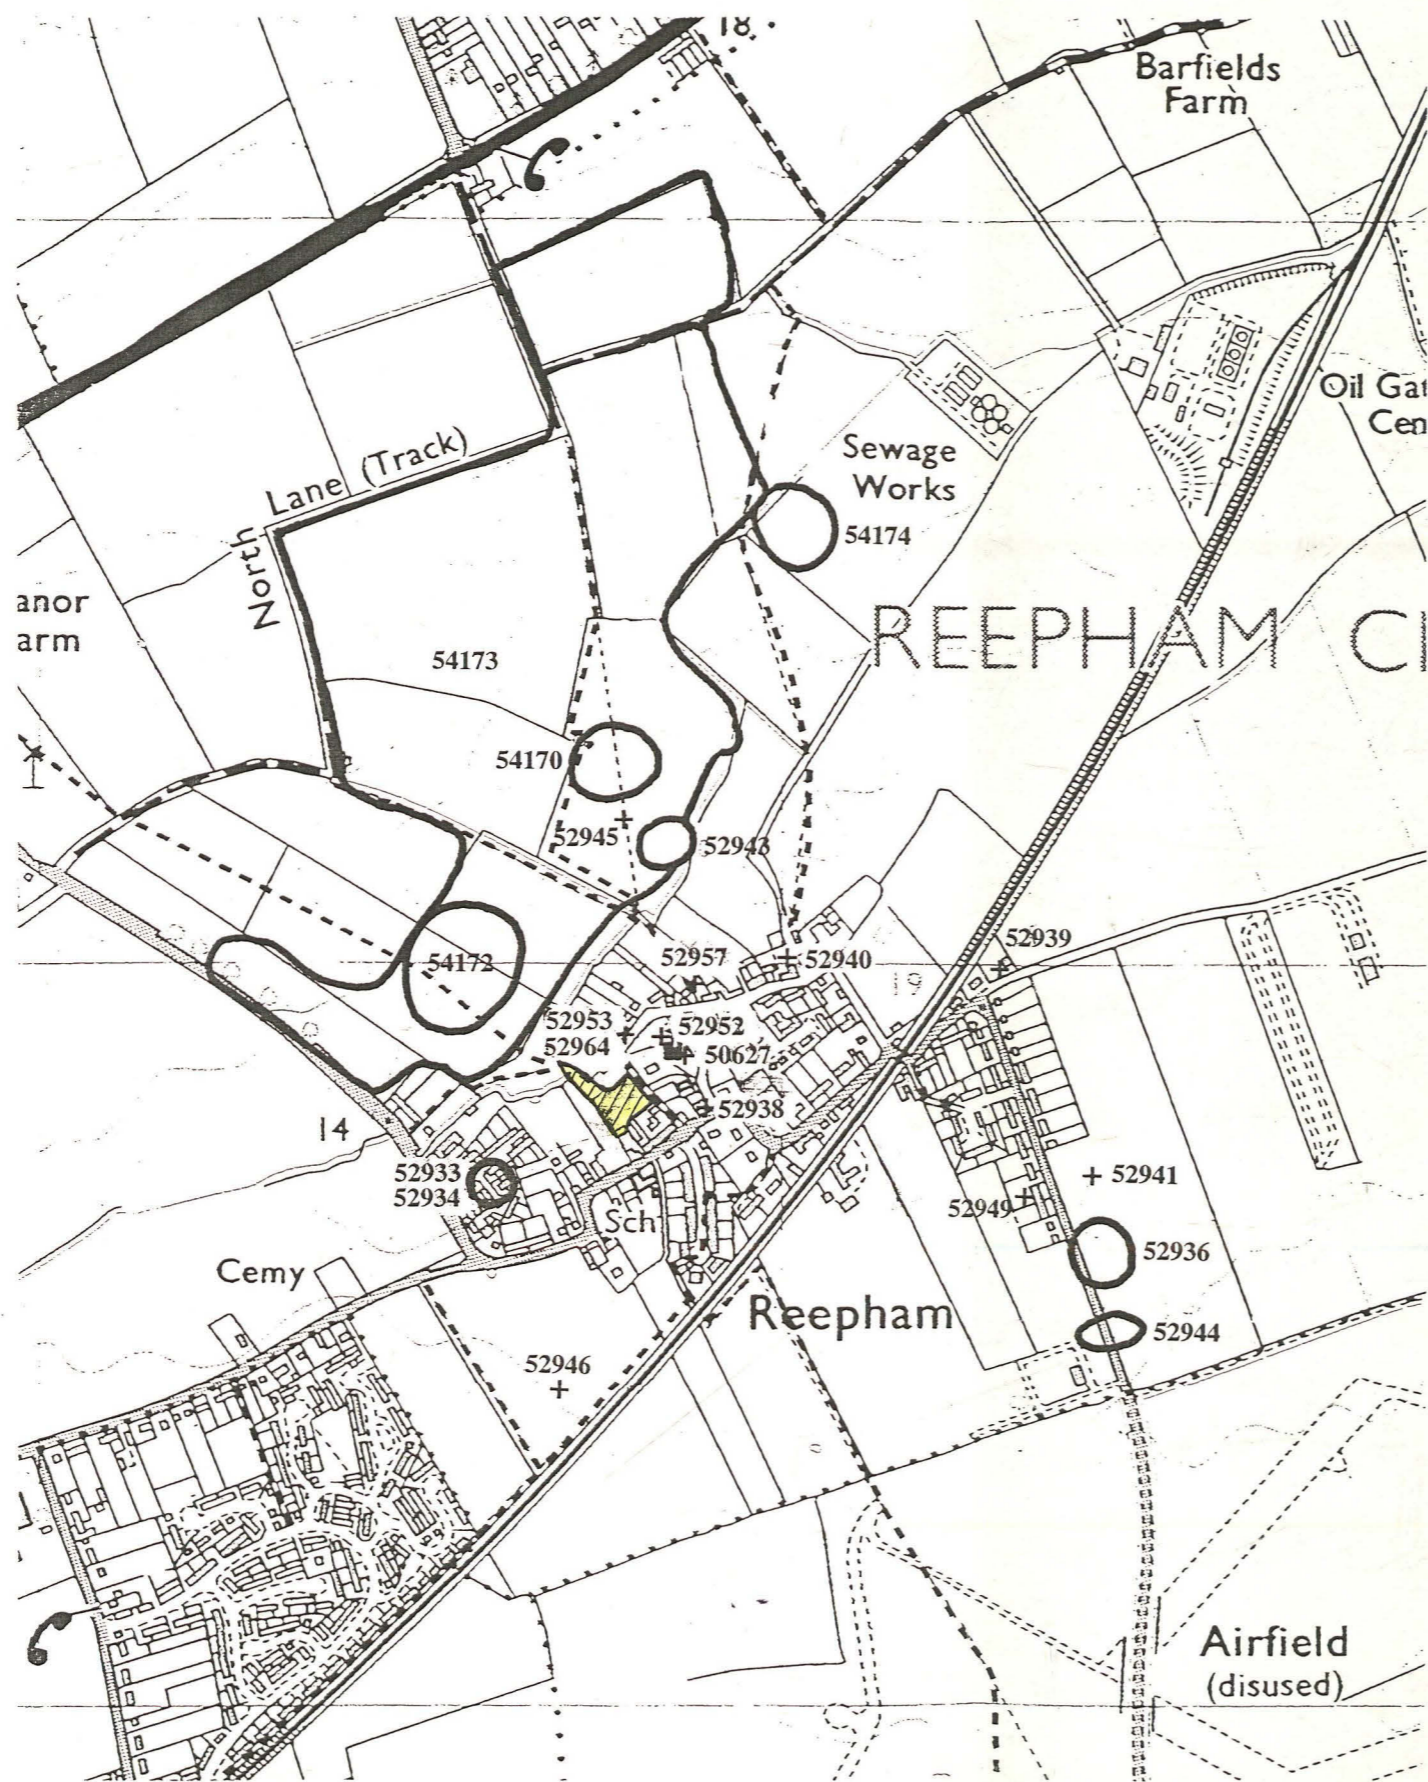 18
Barfields
Farm
Oil Gat
Cen
Lane (Track)
North
Sewage
Works
54174
anor
arm
REEPHAM CI
54173
54170
52945
52943
52939
52957
52940
54172
19
52953
52952
52964
50627
52938
14
52933
52934
52941
52949
Sch
52936
Cemy
Reepham
52944
52946
Airfield
(disused)